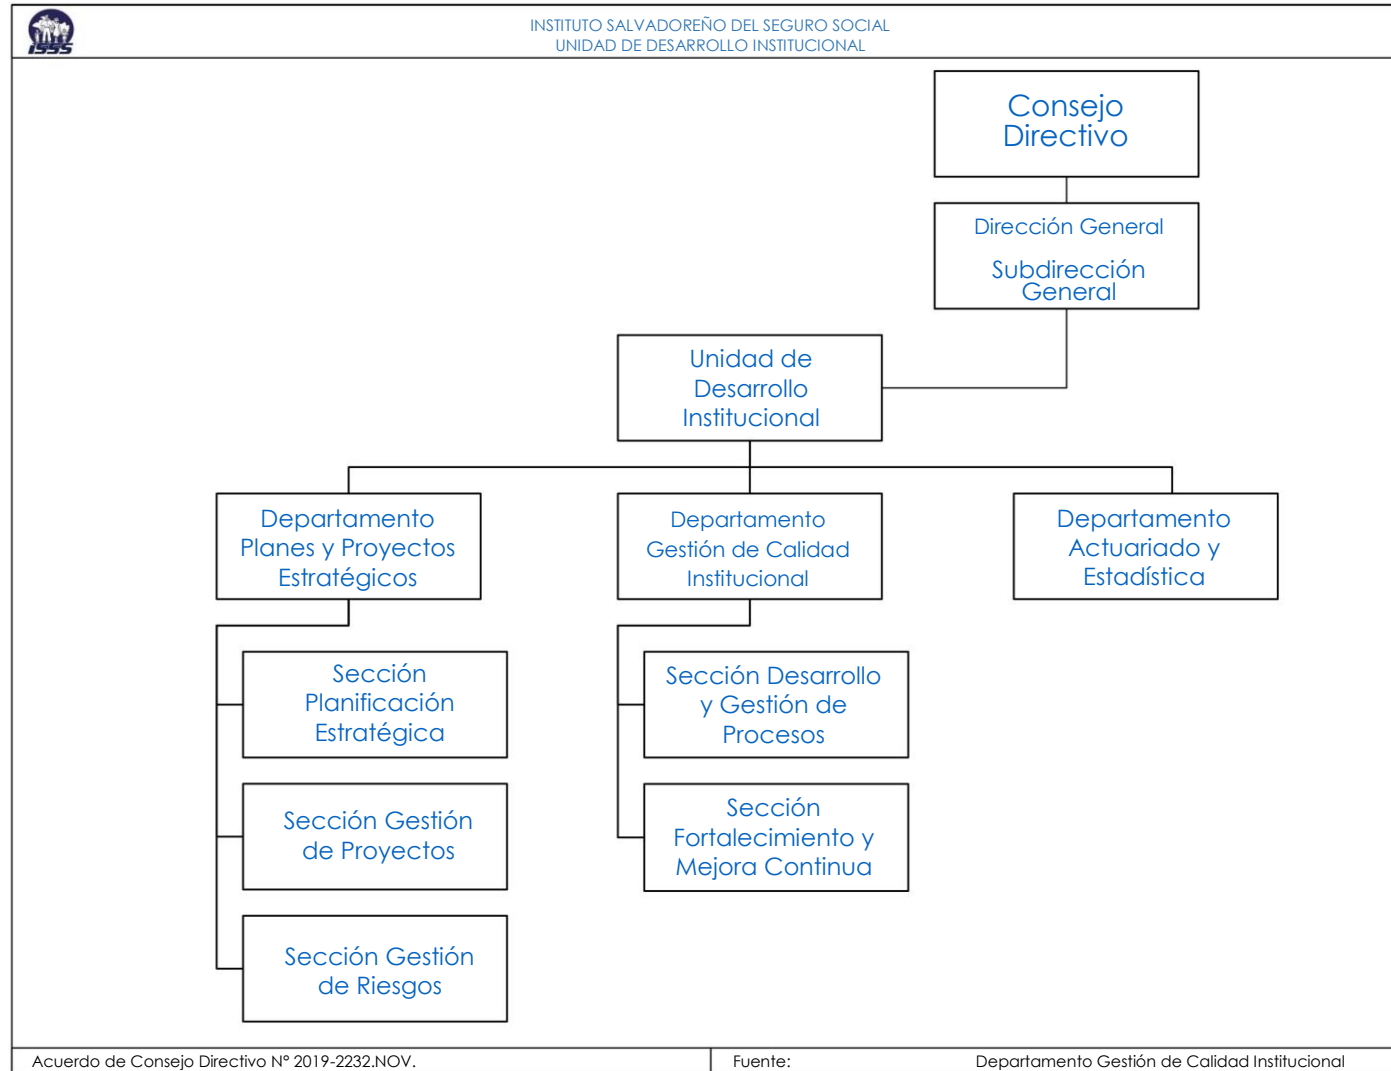 ISSS
INSTITUTO SALVADOREÑO DEL SEGURO SOCIAL
UNIDAD DE DESARROLLO INSTITUCIONAL
Consejo
Directivo
Dirección General
Subdirección
General
Unidad de
Desarrollo
Institucional
Departamento
Planes y Proyectos
Estratégicos
Departamento
Gestión de Calidad
Institucional
Departamento
Actuariado y
Estadística
Sección
Planificación
Estratégica
Sección Gestión
de Proyectos
Sección Gestión
de Riesgos
Sección Desarrollo
y Gestión de
Procesos
Sección
Fortalecimiento y
Mejora Continua
Acuerdo de Consejo Directivo N° 2019-2232.NOV.
Fuente: Departamento Gestión de Calidad Institucional